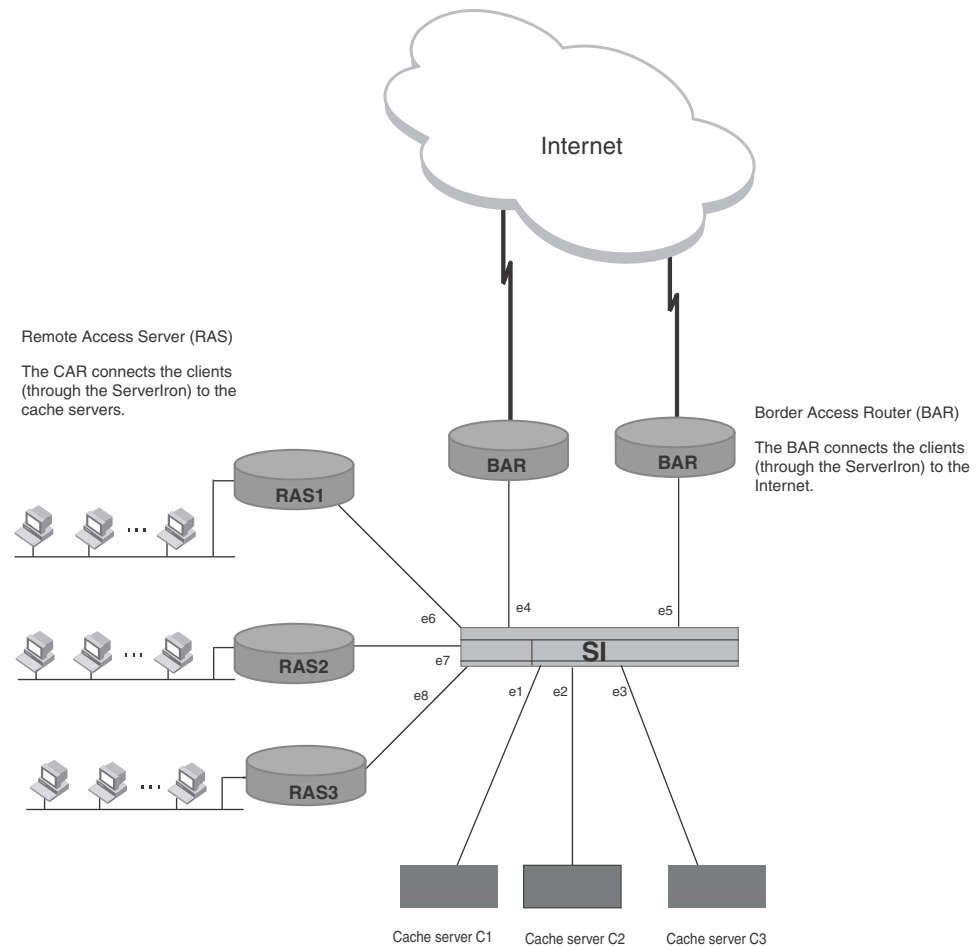 Internet
Remote Access Server (RAS)
The CAR connects the clients
(through the ServerIron) to the
cache servers.
Border Access Router (BAR)
The BAR connects the clients
(through the ServerIron) to the
Internet.
BAR
BAR
RAS1
e6
e4
e5
RAS2
e7
SI
RAS3
e8
e1
e2
e3
Cache server C1
Cache server C2
Cache server C3